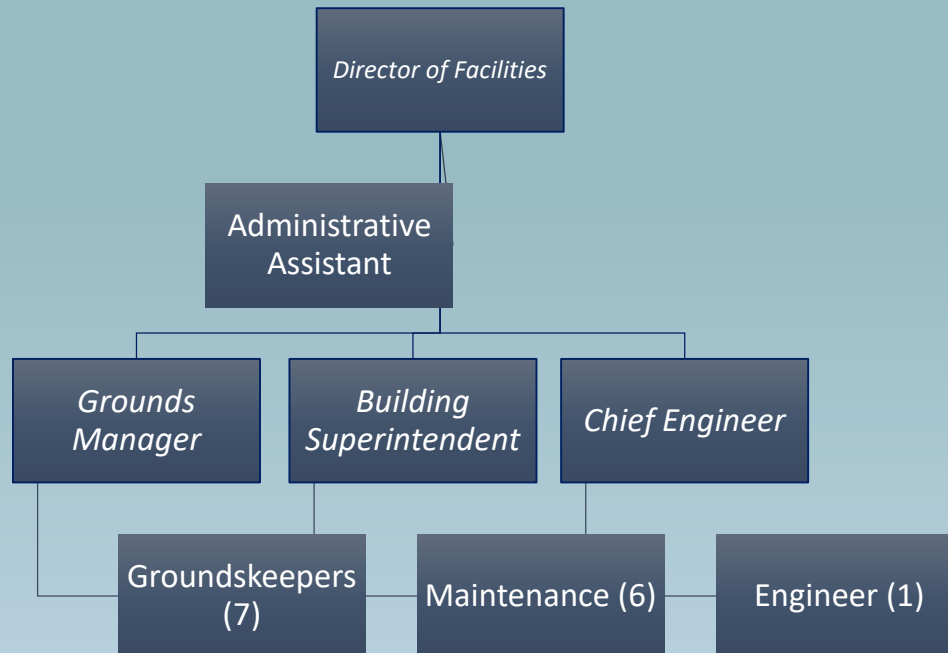 Director of Facilities
Administrative
Assistant
Grounds
Manager
Building
Superintendent
Chief Engineer
Groundskeepers
(7)
Maintenance (6)
Engineer (1)